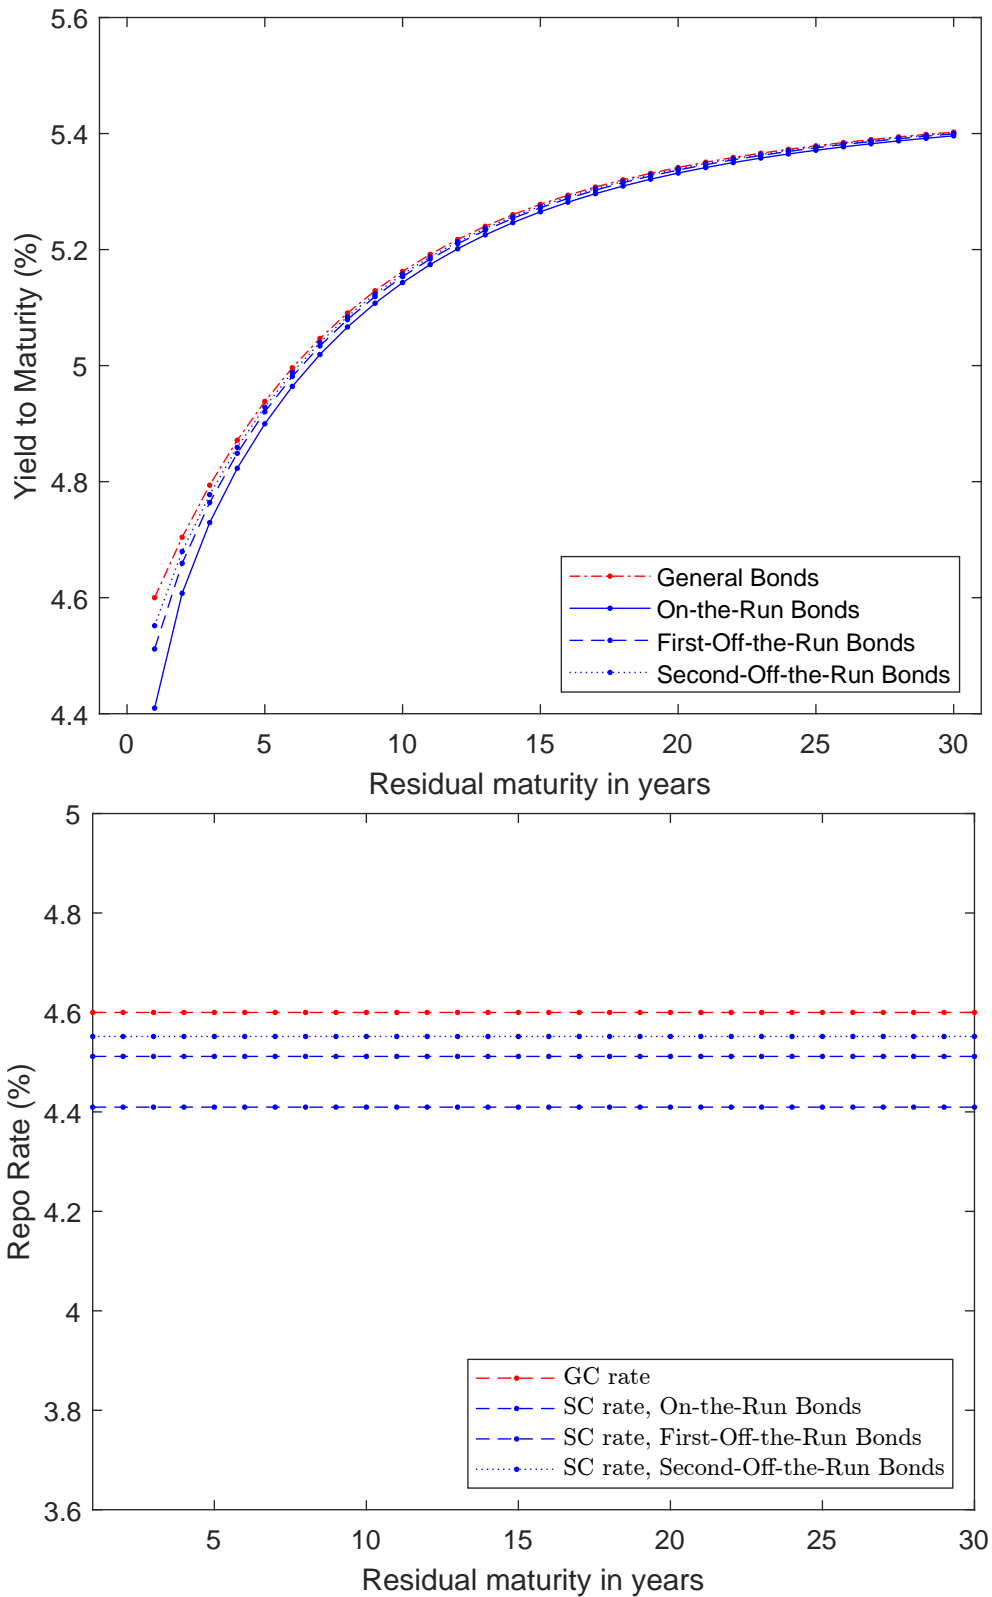 5.6
5.4
5.2
5
4.8
4.6
4.4
Yield to Maturity (%)
General Bonds
On-the-Run Bonds
First-Off-the-Run Bonds
Second-Off-the-Run Bonds
0 5 10 15 20 25 30
Residual maturity in years
5
4.8
4.6
4.4
4.2
4
3.8
3.6
Repo Rate (%)
GC rate
SC rate, On-the-Run Bonds
SC rate, First-Off-the-Run Bonds
SC rate, Second-Off-the-Run Bonds
5 10 15 20 25 30
Residual maturity in years